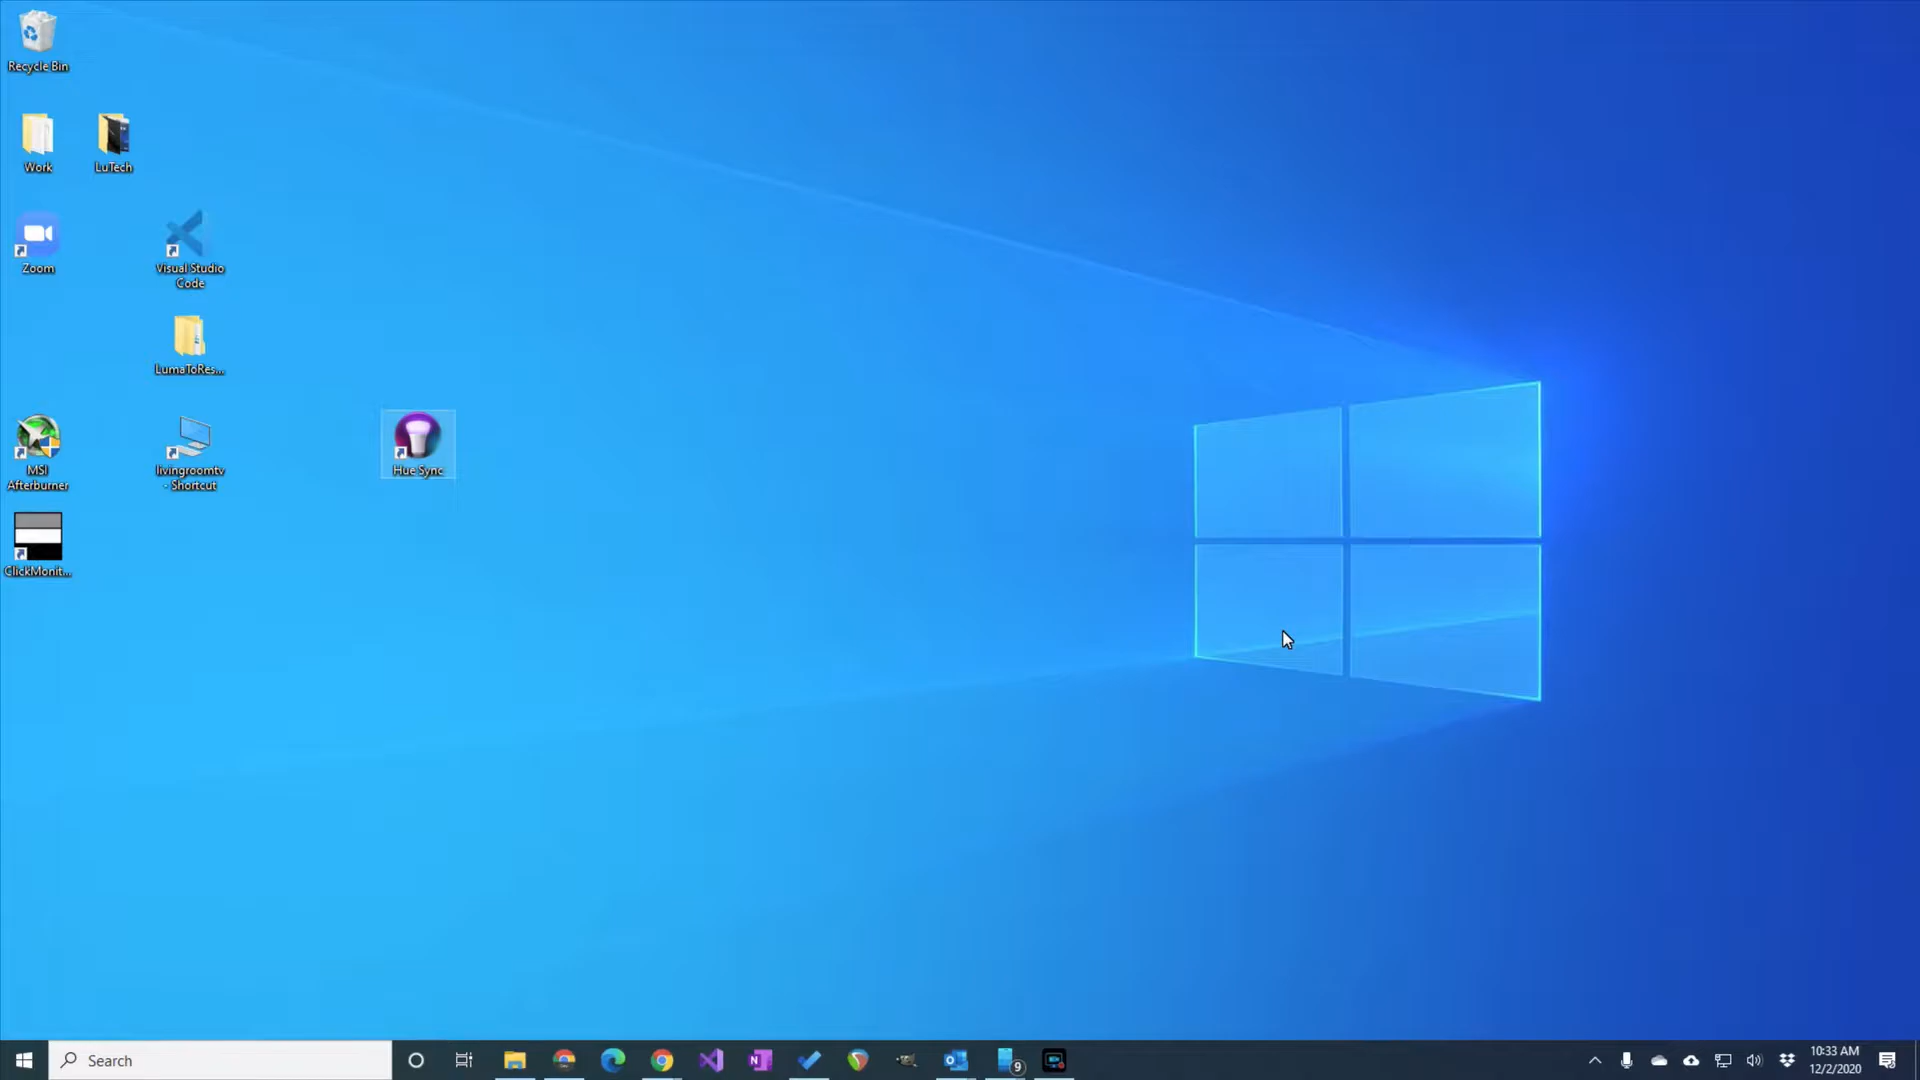 Recycle Bin
Work
LuTech
Zoom
Visual Studio
Code
LumaToRes...
MSI
Afterburner
livingroomtv
- Shortcut
Hue Sync
ClickMonit...
Search
N
9
10:33 AM
12/2/2020